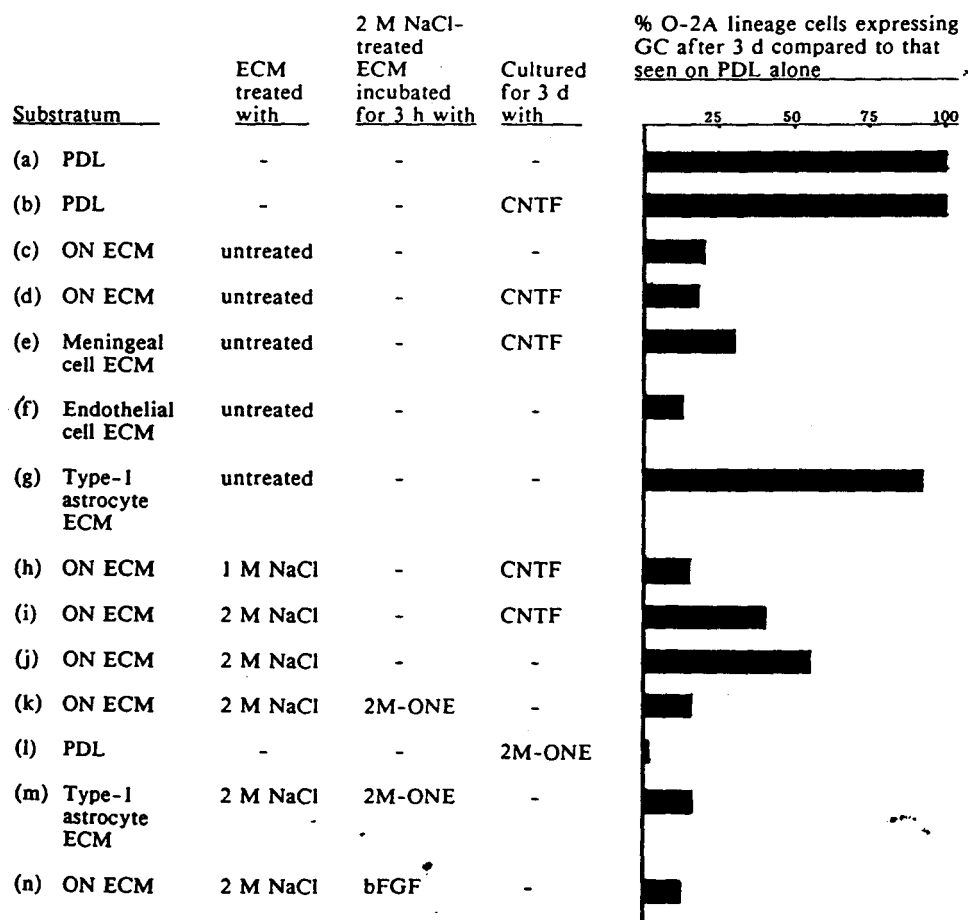 2 M NaCl-
treated
ECM
incubated
for 3 h with
ECM
treated
with
Cultured
for 3 d
with
% O-2A lineage cells expressing
GC after 3 d compared to that
seen on PDL alone
Substratum
25 50 75 100
(a) PDL - - -
(b) PDL - - CNTF
(c) ON ECM untreated - -
(d) ON ECM untreated - CNTF
(e) Meningeal untreated - CNTF
cell ECM
(f) Endothelial untreated - -
cell ECM
(g) Type-1 untreated - -
astrocyte
ECM
(h) ON ECM 1 M NaCl - CNTF
(i) ON ECM 2 M NaCl - CNTF
(j) ON ECM 2 M NaCl - -
(k) ON ECM 2 M NaCl 2M-ONE -
(l) PDL - - 2M-ONE
(m) Type-1 2 M NaCl 2M-ONE -
astrocyte
ECM
(n) ON ECM 2 M NaCl bFGF -